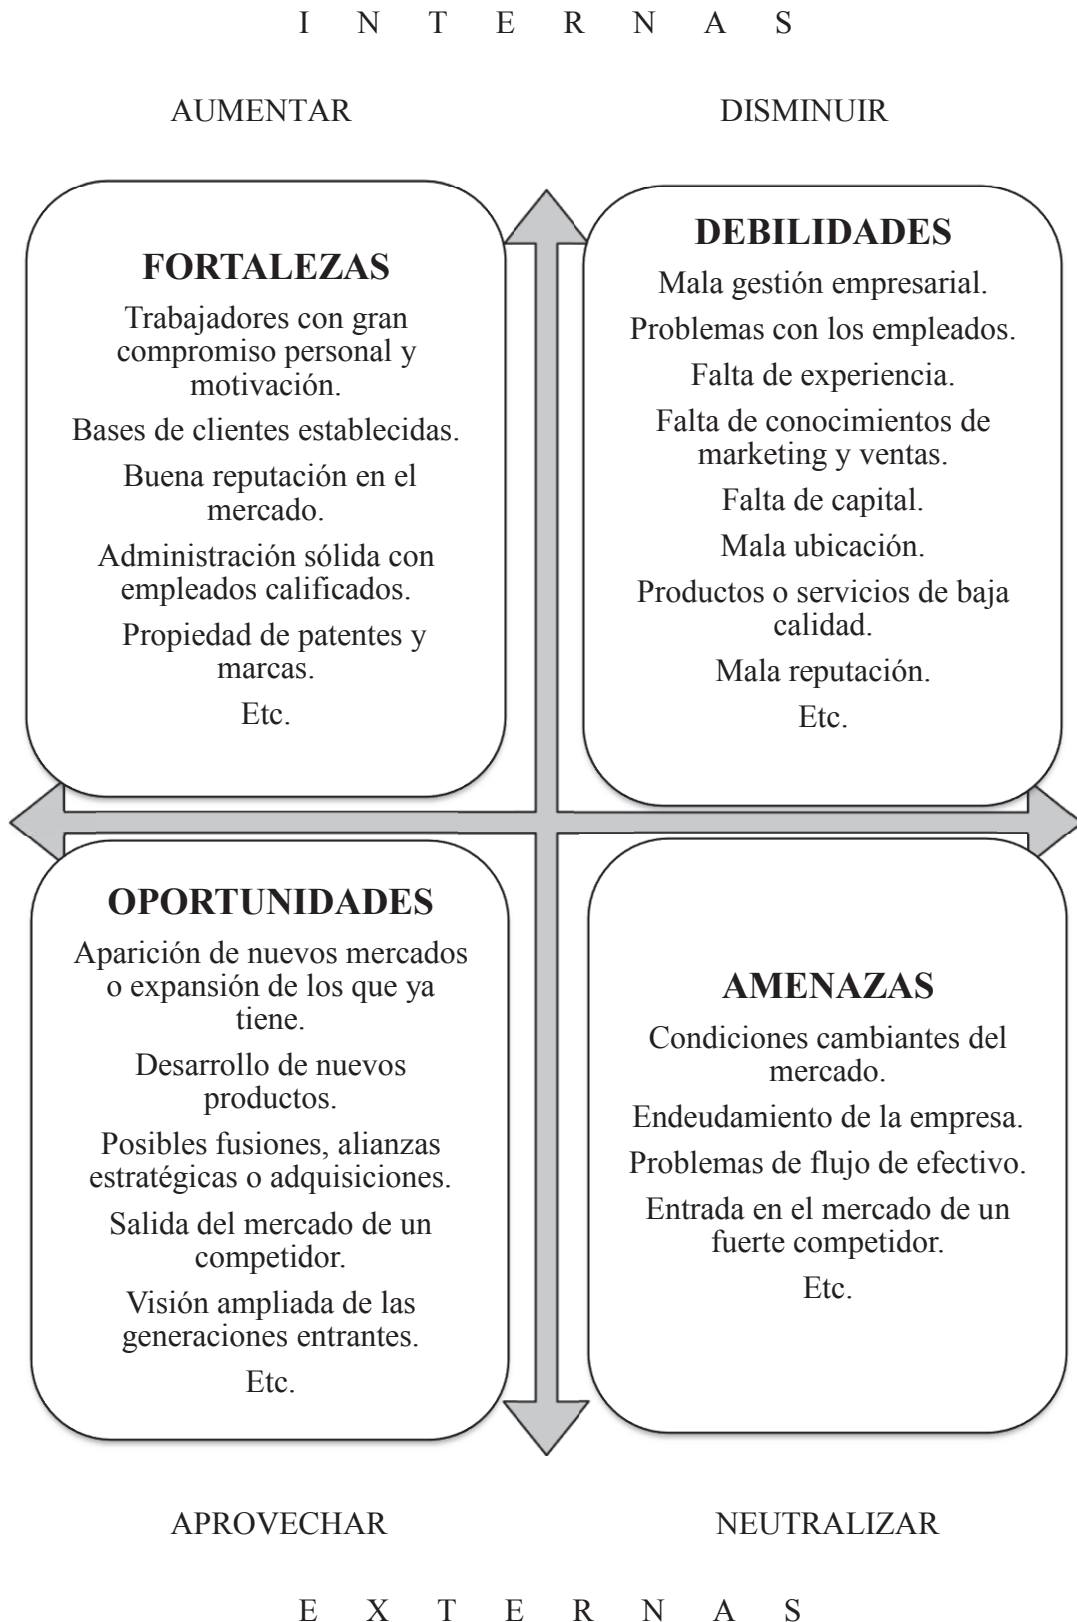 I N T E R N A S
AUMENTAR
DISMINUIR
FORTALEZAS
Trabajadores con gran
compromiso personal y
motivación.
Bases de clientes establecidas.
Buena reputación en el
mercado.
Administración sólida con
empleados calificados.
Propiedad de patentes y
marcas.
Etc.
DEBILIDADES
Mala gestión empresarial.
Problemas con los empleados.
Falta de experiencia.
Falta de conocimientos de
marketing y ventas.
Falta de capital.
Mala ubicación.
Productos o servicios de baja
calidad.
Mala reputación.
Etc.
OPORTUNIDADES
Aparición de nuevos mercados
o expansión de los que ya
tiene.
Desarrollo de nuevos
productos.
Posibles fusiones, alianzas
estratégicas o adquisiciones.
Salida del mercado de un
competidor.
Visión ampliada de las
generaciones entrantes.
Etc.
AMENAZAS
Condiciones cambiantes del
mercado.
Endeudamiento de la empresa.
Problemas de flujo de efectivo.
Entrada en el mercado de un
fuerte competidor.
Etc.
APROVECHAR
NEUTRALIZAR
E X T E R N A S